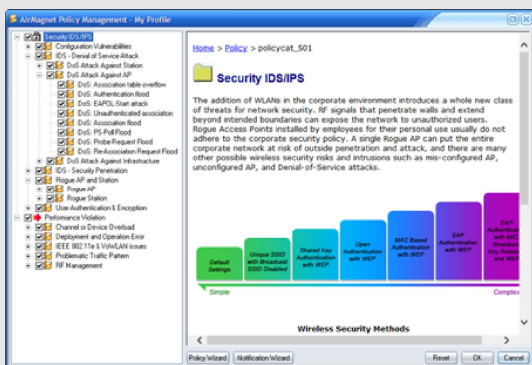 AirMagnet Policy Management - My Profile
Security IDS/IPS
Configuration Vulnerabilities
IDS - Denial of Service Attack
DoS Attack Against Station
DoS Attack Against AP
DoS: Association table overflow
DoS: Authentication flood
DoS: EAPOL-Start attack
DoS: Unauthenticated association
DoS: Association flood
DoS: PS-Poll Flood
DoS: Probe Request Flood
DoS: Re-Association Request Flood
DoS Attack Against Infrastructure
IDS - Security Penetration
Rogue AP and Station
Rogue AP
Rogue Station
User Authentication & Encryption
Performance Violation
Channel or Device Overload
Deployment and Operation Error
IEEE 802.11e & VoWLAN issues
Problematic Traffic Pattern
RF Management
Home > Policy > policycat_501
Security IDS/IPS
The addition of WLANs in the corporate environment introduces a whole new class
of threats for network security. RF signals that penetrate walls and extend
beyond intended boundaries can expose the network to unauthorized users.
Rogue Access Points installed by employees for their personal use usually do not
adhere to the corporate security policy. A single Rogue AP can put the entire
corporate network at risk of outside penetration and attack, and there are many
other possible wireless security risks and intrusions such as mis-configured AP,
unconfigured AP, and Denial-of-Service attacks.
Default
Settings
Unique SSID
with Broadcast
SSID Disabled
Shared Key
Authentication
with WEP
Open
Authentication
with WEP
MAC Based
Authentication
with WEP
EAP
Authentication
with WEP
EAP
Authentication
with MIC,
Broadcast
Key Rotation
and WEP
Simple
Complex
Wireless Security Methods
Policy Wizard
Notification Wizard
Reset
OK
Cancel